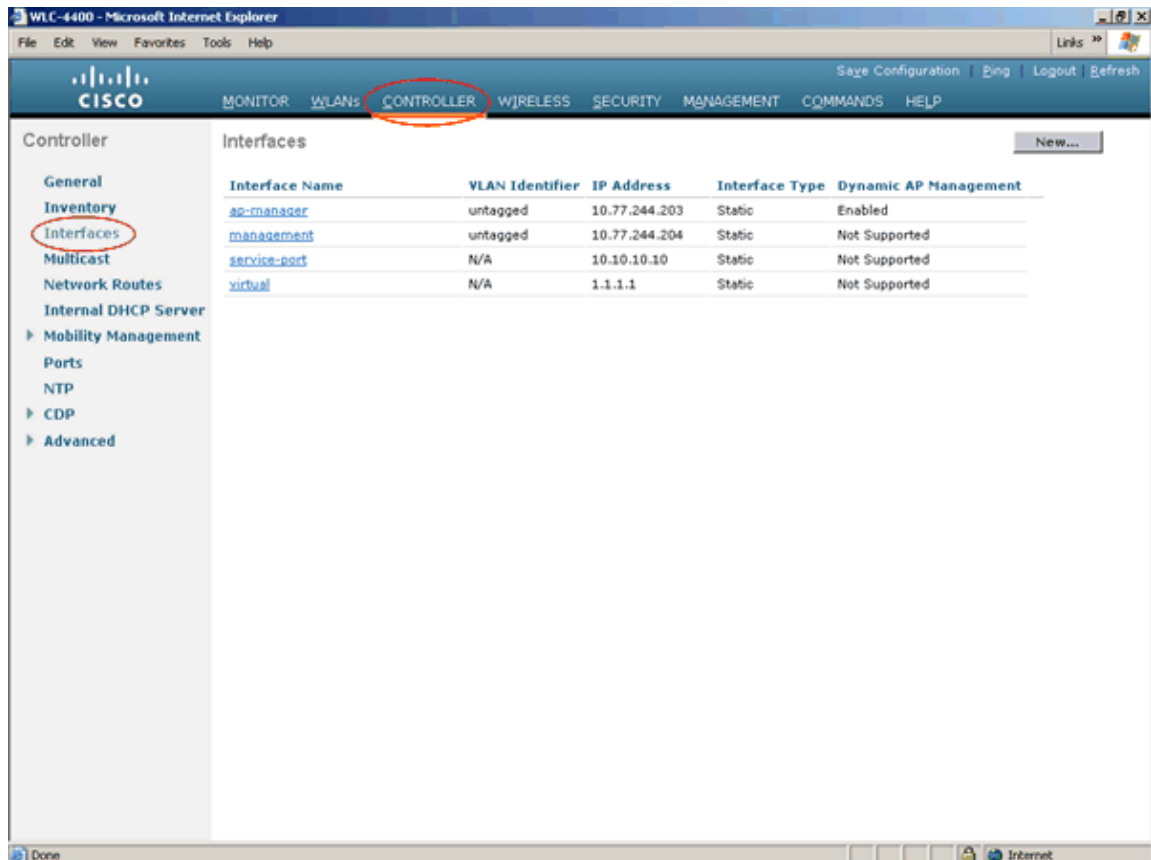 WLC-4400 - Microsoft Internet Explorer
File Edit View Favorites Tools Help Links »
Save Configuration | Ping | Logout | Refresh
CISCO
MONITOR WLANs CONTROLLER WIRELESS SECURITY MANAGEMENT COMMANDS HELP
Controller
General
Inventory
Interfaces
Multicast
Network Routes
Internal DHCP Server
Mobility Management
Ports
NTP
CDP
Advanced
Interfaces
New...
Interface Name VLAN Identifier IP Address Interface Type Dynamic AP Management
ap-manager untagged 10.77.244.203 Static Enabled
management untagged 10.77.244.204 Static Not Supported
service-port N/A 10.10.10.10 Static Not Supported
virtual N/A 1.1.1.1 Static Not Supported
Done Internet